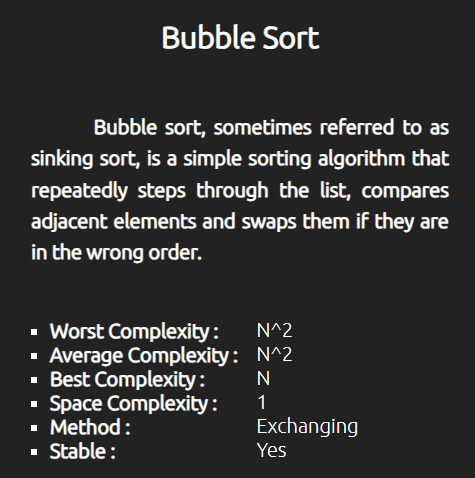 Bubble Sort
Bubble sort, sometimes referred to as
sinking sort, is a simple sorting algorithm that
repeatedly steps through the list, compares
adjacent elements and swaps them if they are
in the wrong order.
Worst Complexity : N^2
Average Complexity : N^2
Best Complexity : N
Space Complexity : 1
Method : Exchanging
Stable : Yes